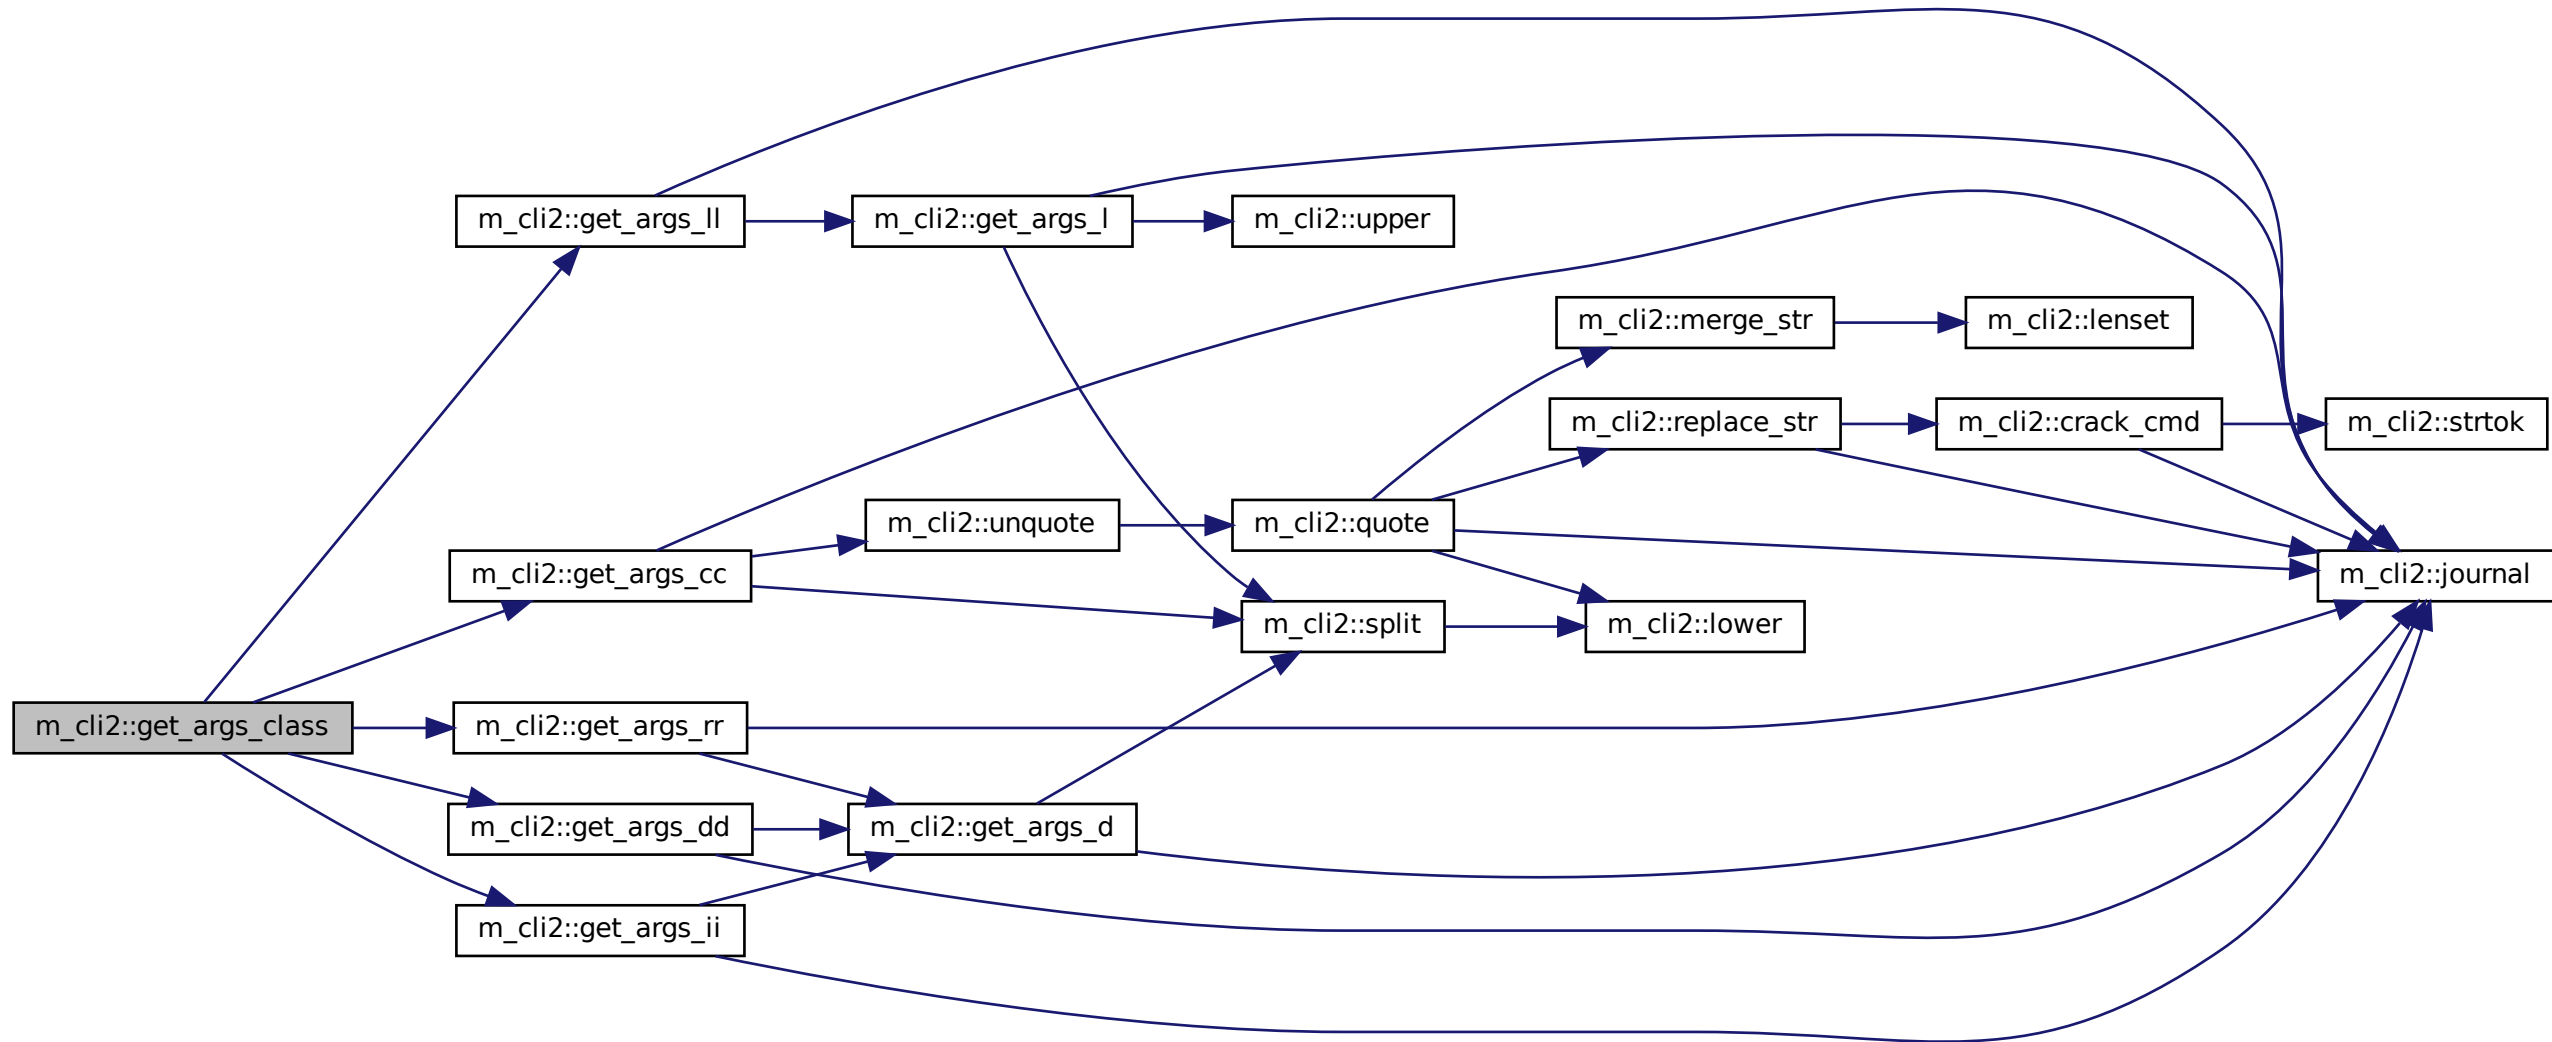 m_cli2::get_args_ll
m_cli2::get_args_l
m_cli2::upper
m_cli2::merge_str
m_cli2::lenset
m_cli2::replace_str
m_cli2::crack_cmd
m_cli2::strtok
m_cli2::unquote
m_cli2::quote
m_cli2::get_args_cc
m_cli2::journal
m_cli2::split
m_cli2::lower
m_cli2::get_args_class
m_cli2::get_args_rr
m_cli2::get_args_dd
m_cli2::get_args_d
m_cli2::get_args_ii